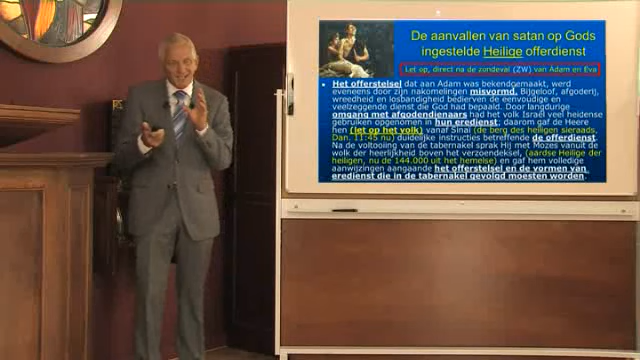 De aanvallen van satan op Gods
ingestelde Heilige offerdienst
Let op, direct na de zondeval (ZW) van Adam en Eva
• Het offerstelsel dat aan Adam was bekendgemaakt, werd
eveneens door zijn nakomelingen misvormd. Bijgeloof, afgoderij,
wreedheid en losbandigheid bedierven de eenvoudige en
veelzeggende dienst die God had bepaald. Door langdurige
omgang met afgodendienaars had het volk Israël veel heidense
gebruiken opgenomen in hun eredienst; daarom gaf de Heere
hen (let op het volk) vanaf Sinaï (de berg des heiligen sieraads,
Dan. 11:45 nu) duidelijke instructies betreffende de offerdienst.
Na de voltooiing van de tabernakel sprak Hij met Mozes vanuit de
wolk der heerlijkheid boven het verzoendeksel, (aardse Heilige der
heiligen, nu de 144.000 uit het hemelse) en gaf hem volledige
aanwijzingen aangaande het offerstelsel en de vormen van
eredienst die in de tabernakel gevolgd moesten worden.